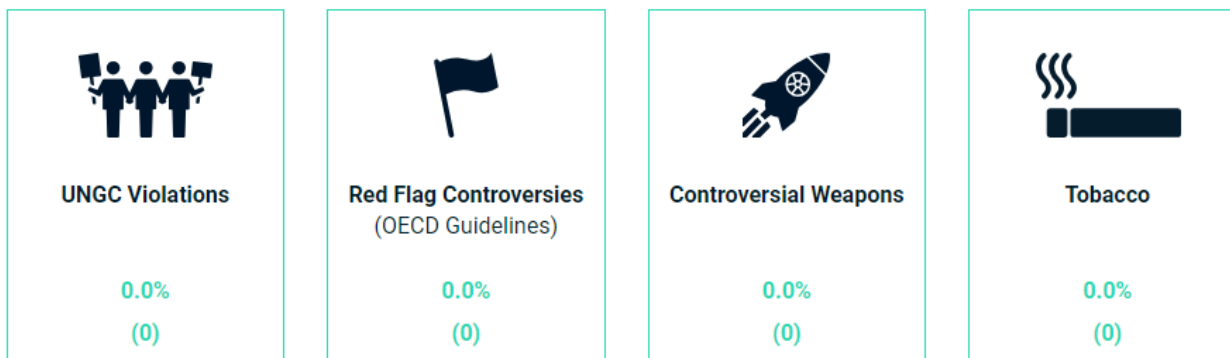 UNGC Violations
0.0%
(0)
Red Flag Controversies
(OECD Guidelines)
0.0%
(0)
Controversial Weapons
0.0%
(0)
Tobacco
0.0%
(0)